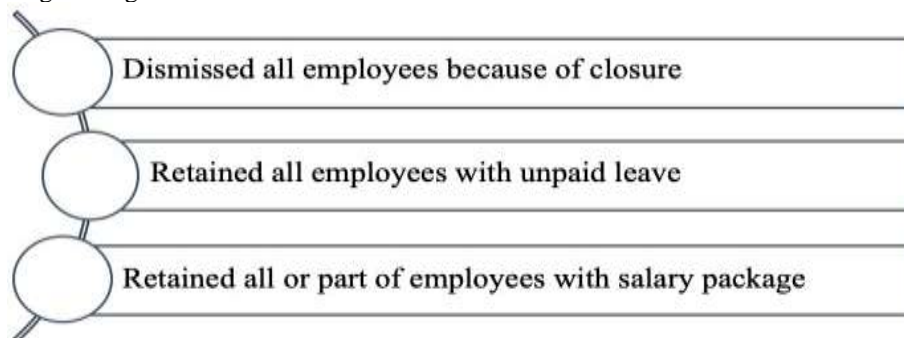 Dismissed all employees because of closure
Retained all employees with unpaid leave
Retained all or part of employees with salary package